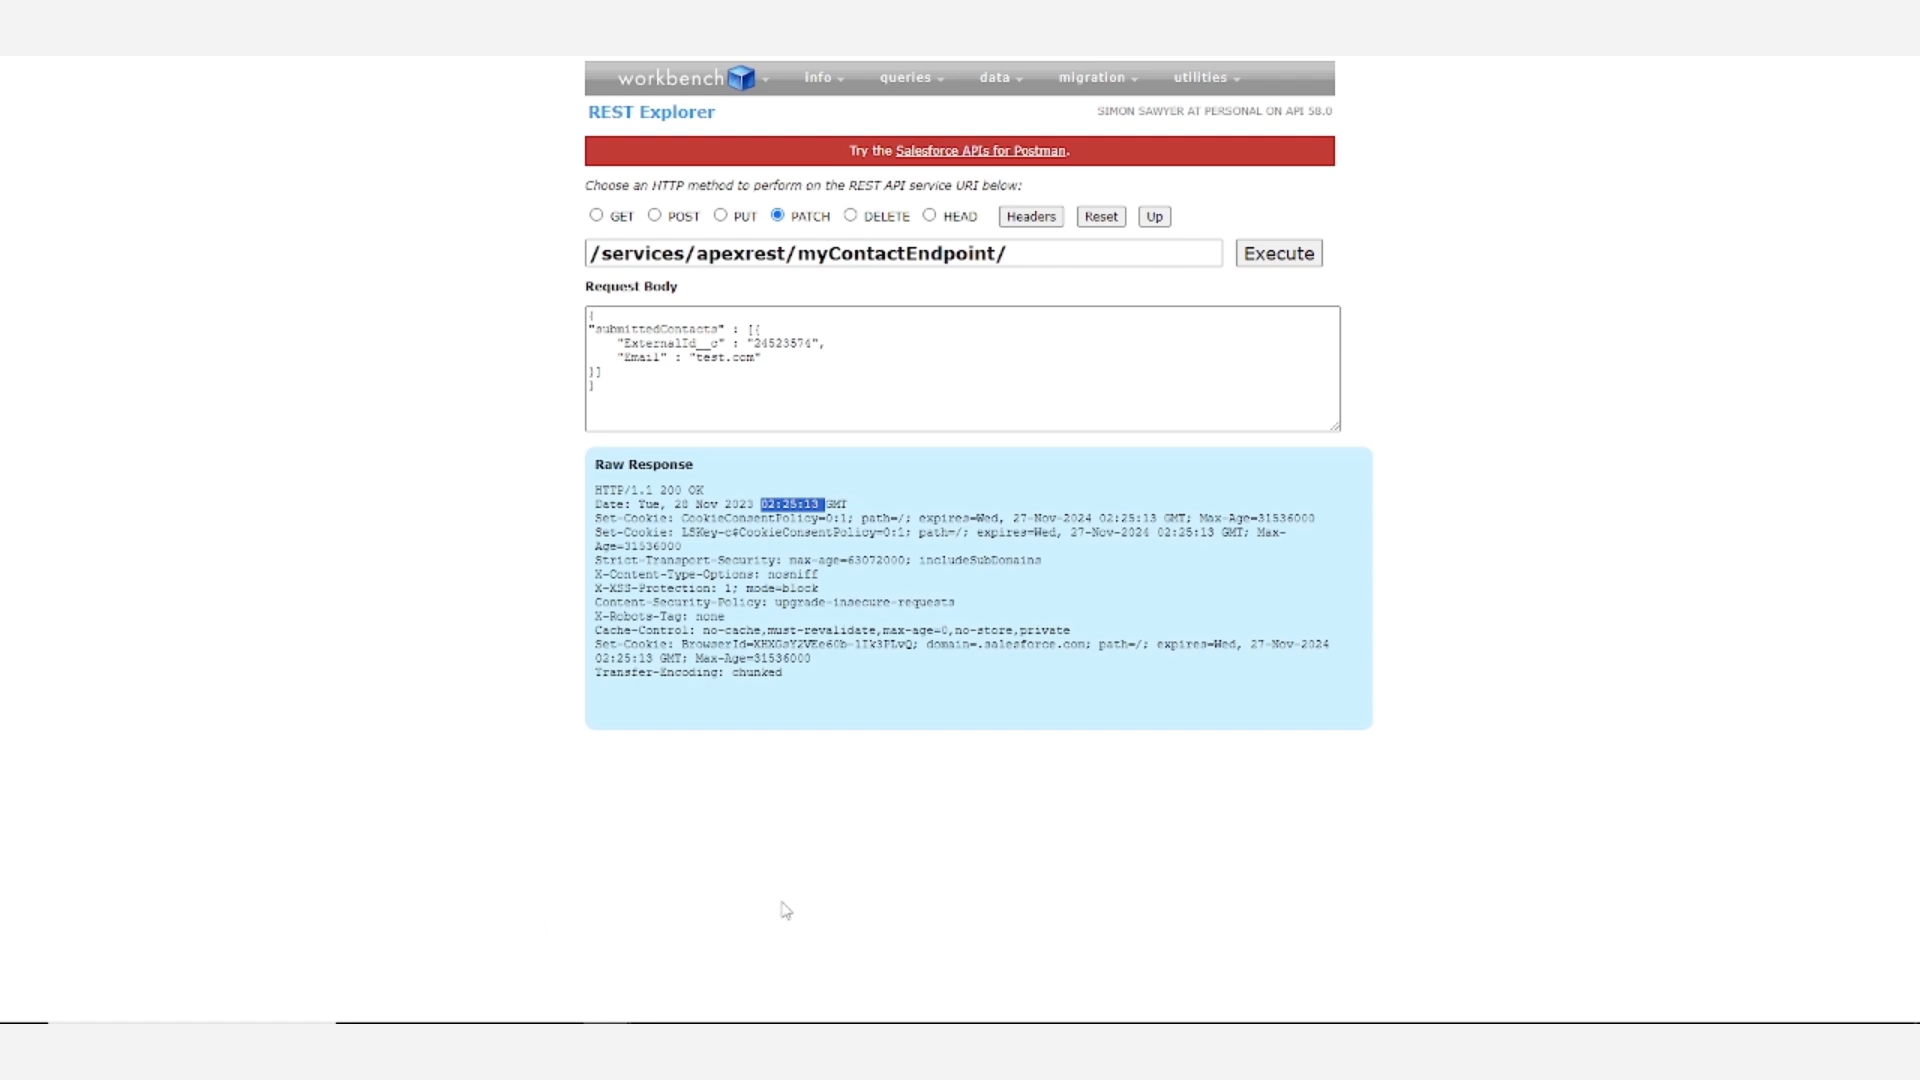 workbench info queries data migration utilities
REST Explorer SIMON SAWYER AT PERSONAL ON API 58.0
Try the Salesforce APIs for Postman.
Choose an HTTP method to perform on the REST API service URI below:
GET POST PUT PATCH DELETE HEAD Headers Reset Up
/services/apexrest/myContactEndpoint/ Execute
Request Body
{
"submittedContacts" : [{
"ExternalId__c" : "24523574",
"Email" : "test.com"
}]
}
Raw Response
HTTP/1.1 200 OK
Date: Tue, 28 Nov 2023 02:25:13 GMT
Set-Cookie: CookieConsentPolicy=0:1; path=/; expires=Wed, 27-Nov-2024 02:25:13 GMT; Max-Age=31536000
Set-Cookie: LSKey-c$CookieConsentPolicy=0:1; path=/; expires=Wed, 27-Nov-2024 02:25:13 GMT; Max-
Age=31536000
Strict-Transport-Security: max-age=63072000; includeSubDomains
X-Content-Type-Options: nosniff
X-XSS-Protection: 1; mode=block
Content-Security-Policy: upgrade-insecure-requests
X-Robots-Tag: none
Cache-Control: no-cache,must-revalidate,max-age=0,no-store,private
Set-Cookie: domain=.salesforce.com; path=/; expires=Wed, 27-Nov-2024
02:25:13 GMT; Max-Age=31536000
Transfer-Encoding: chunked